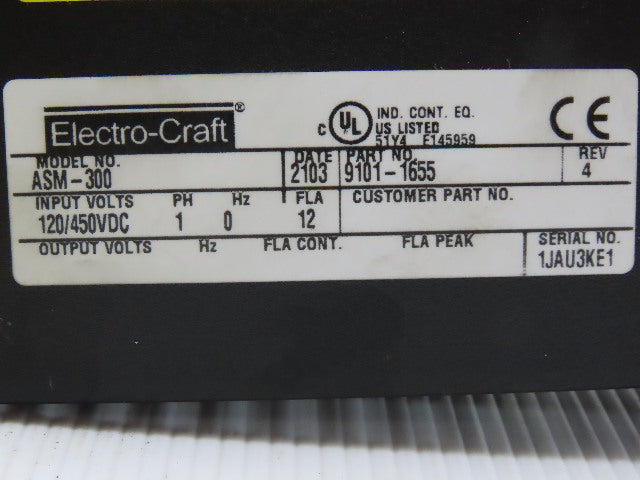 Electro-Craft®
C UL ® IND. CONT. EQ.
US LISTED
51Y4 E145959
CE
MODEL NO. DATE PART NO. REV
ASM-300 2103 9101-1655 4
INPUT VOLTS PH Hz FLA CUSTOMER PART NO.
120/450VDC 1 0 12
OUTPUT VOLTS Hz FLA CONT. FLA PEAK SERIAL NO.
1JAU3KE1